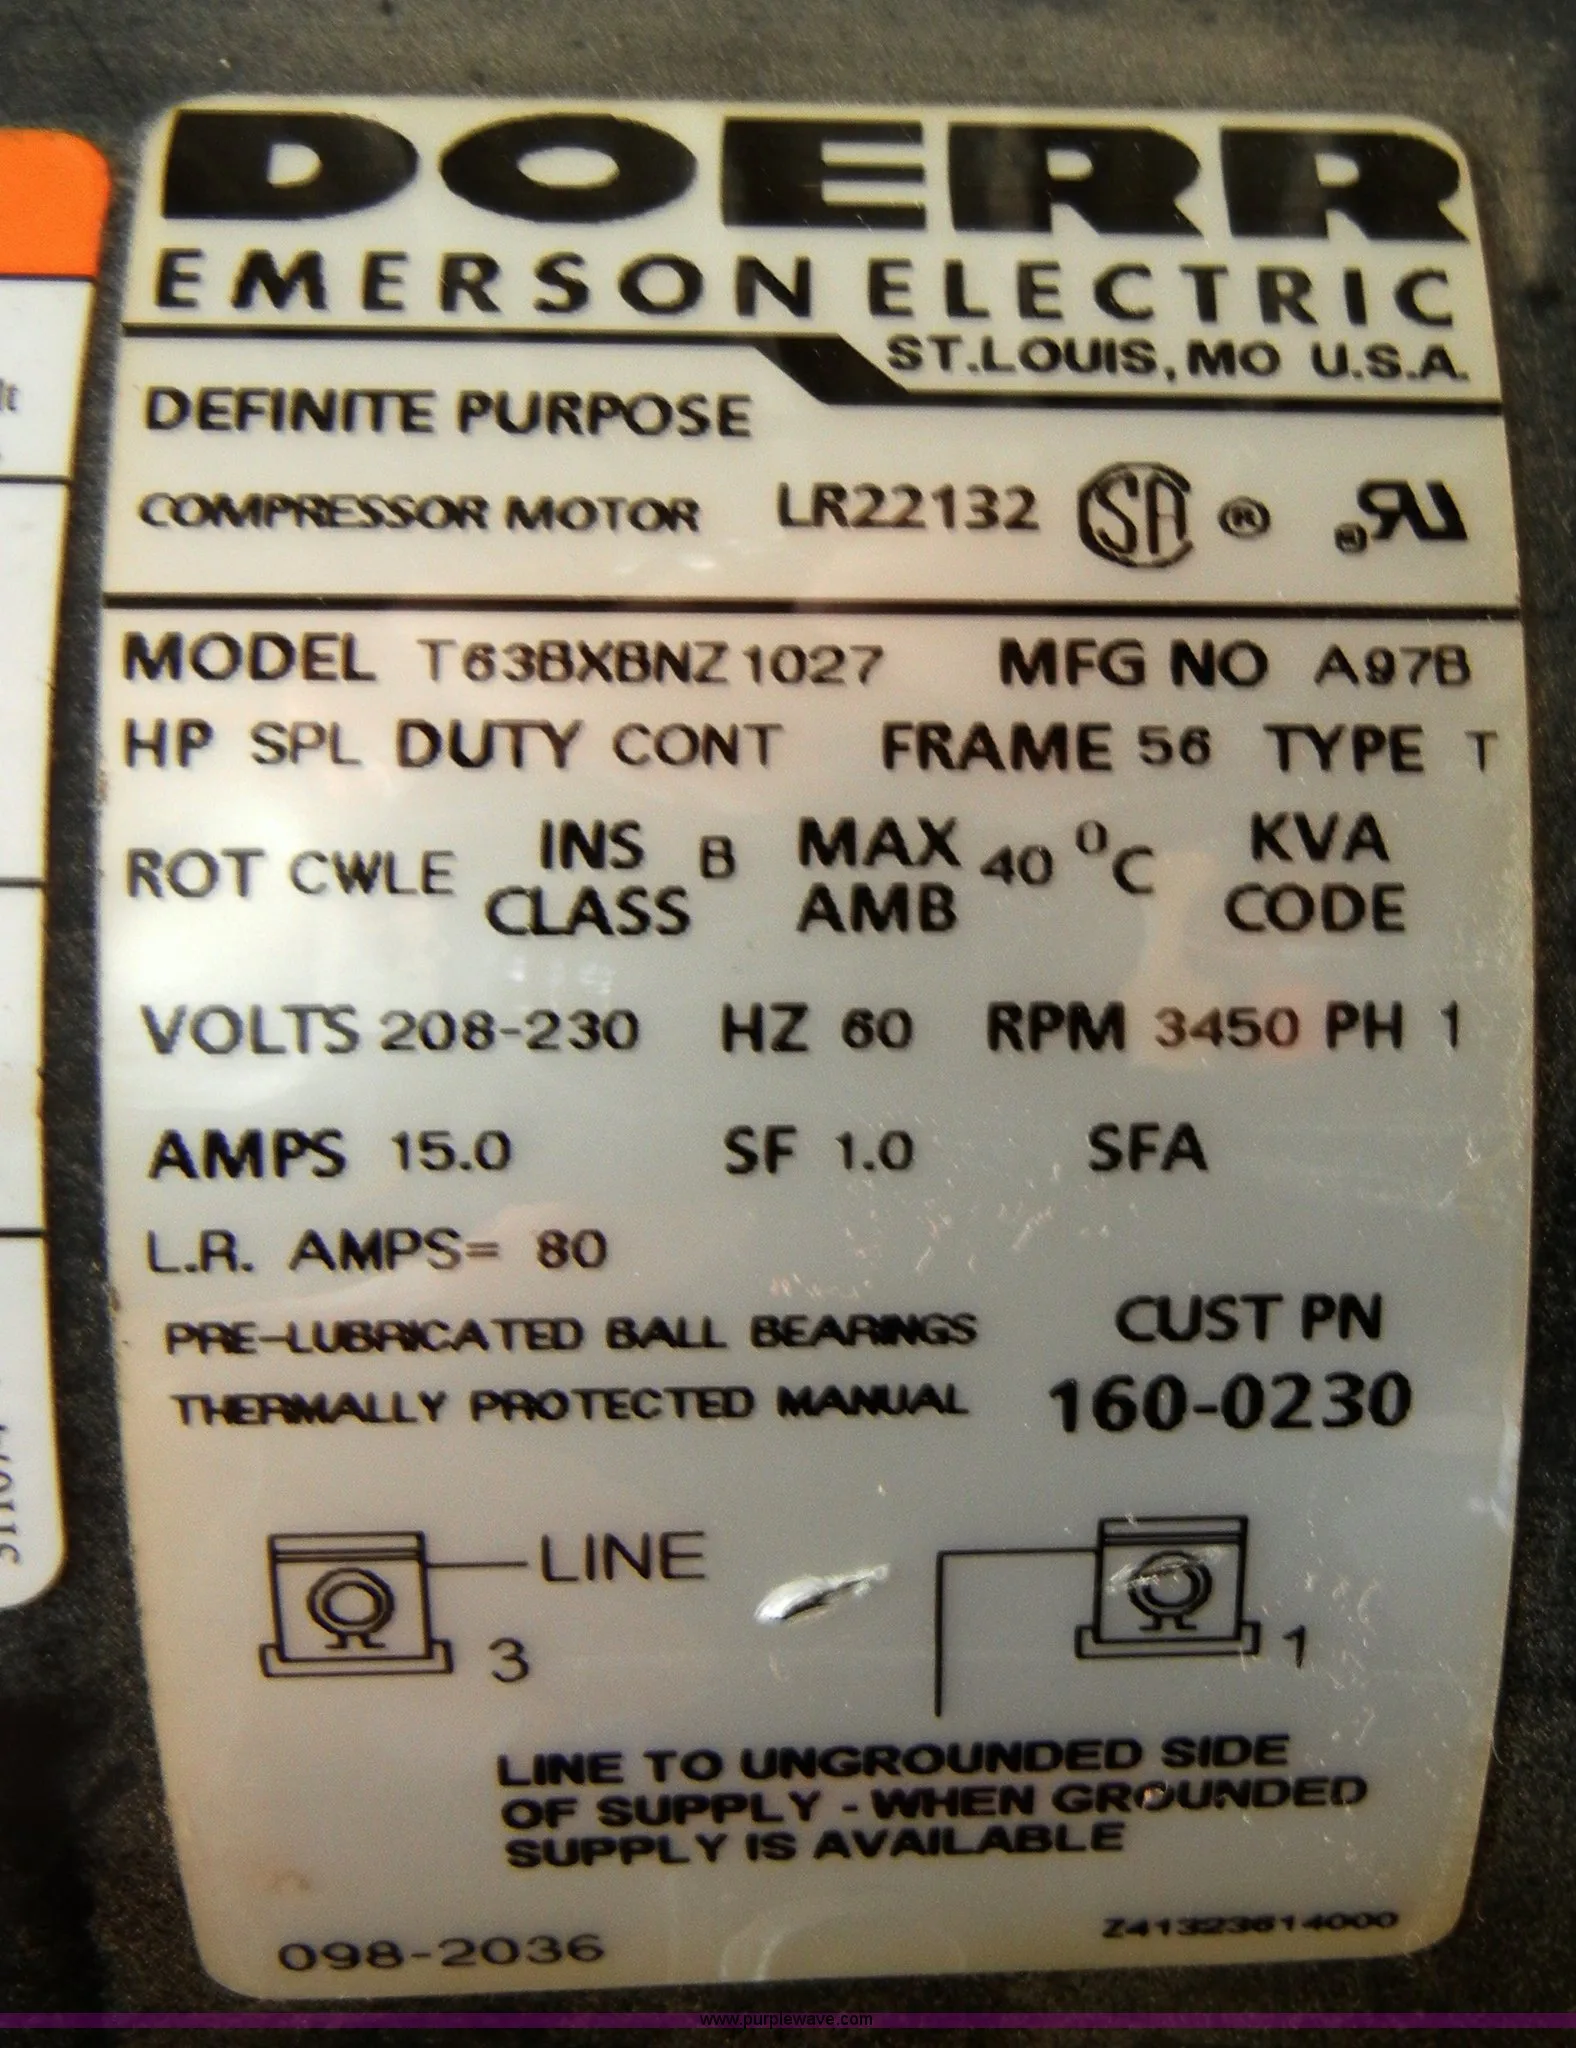 DOERR
EMERSON ELECTRIC
ST. LOUIS, MO U.S.A.
DEFINITE PURPOSE
COMPRESSOR MOTOR LR22132 SA ® ® RU
MODEL T63BXBNZ1027 MFG NO A97B
HP SPL DUTY CONT FRAME 56 TYPE T
ROT CWLE INS CLASS B MAX AMB 40 °C KVA CODE
VOLTS 208-230 HZ 60 RPM 3450 PH 1
AMPS 15.0 SF 1.0 SFA
L.R. AMPS= 80
PRE-LUBRICATED BALL BEARINGS CUST PN
THERMALLY PROTECTED MANUAL 160-0230
LINE
3 1
LINE TO UNGROUNDED SIDE
OF SUPPLY - WHEN GROUNDED
SUPPLY IS AVAILABLE
098-2036 Z41323614000
www.purplewave.com